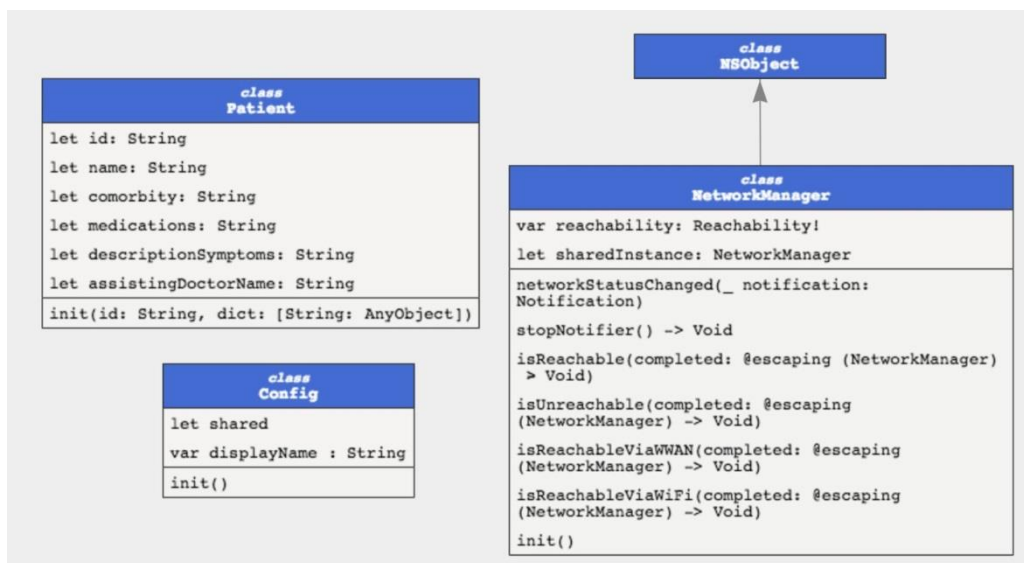 class
Patient
let id: String
let name: String
let comorbity: String
let medications: String
let descriptionSymptoms: String
let assistingDoctorName: String
init(id: String, dict: [String: AnyObject])
class
Config
let shared
var displayName : String
init()
class
NSObject
class
NetworkManager
var reachability: Reachability!
let sharedInstance: NetworkManager
networkStatusChanged(_ notification:
Notification)
stopNotifier() -> Void
isReachable(completed: @escaping (NetworkManager)
> Void)
isUnreachable(completed: @escaping
(NetworkManager) -> Void)
isReachableViaWWAN(completed: @escaping
(NetworkManager) -> Void)
isReachableViaWiFi(completed: @escaping
(NetworkManager) -> Void)
init()